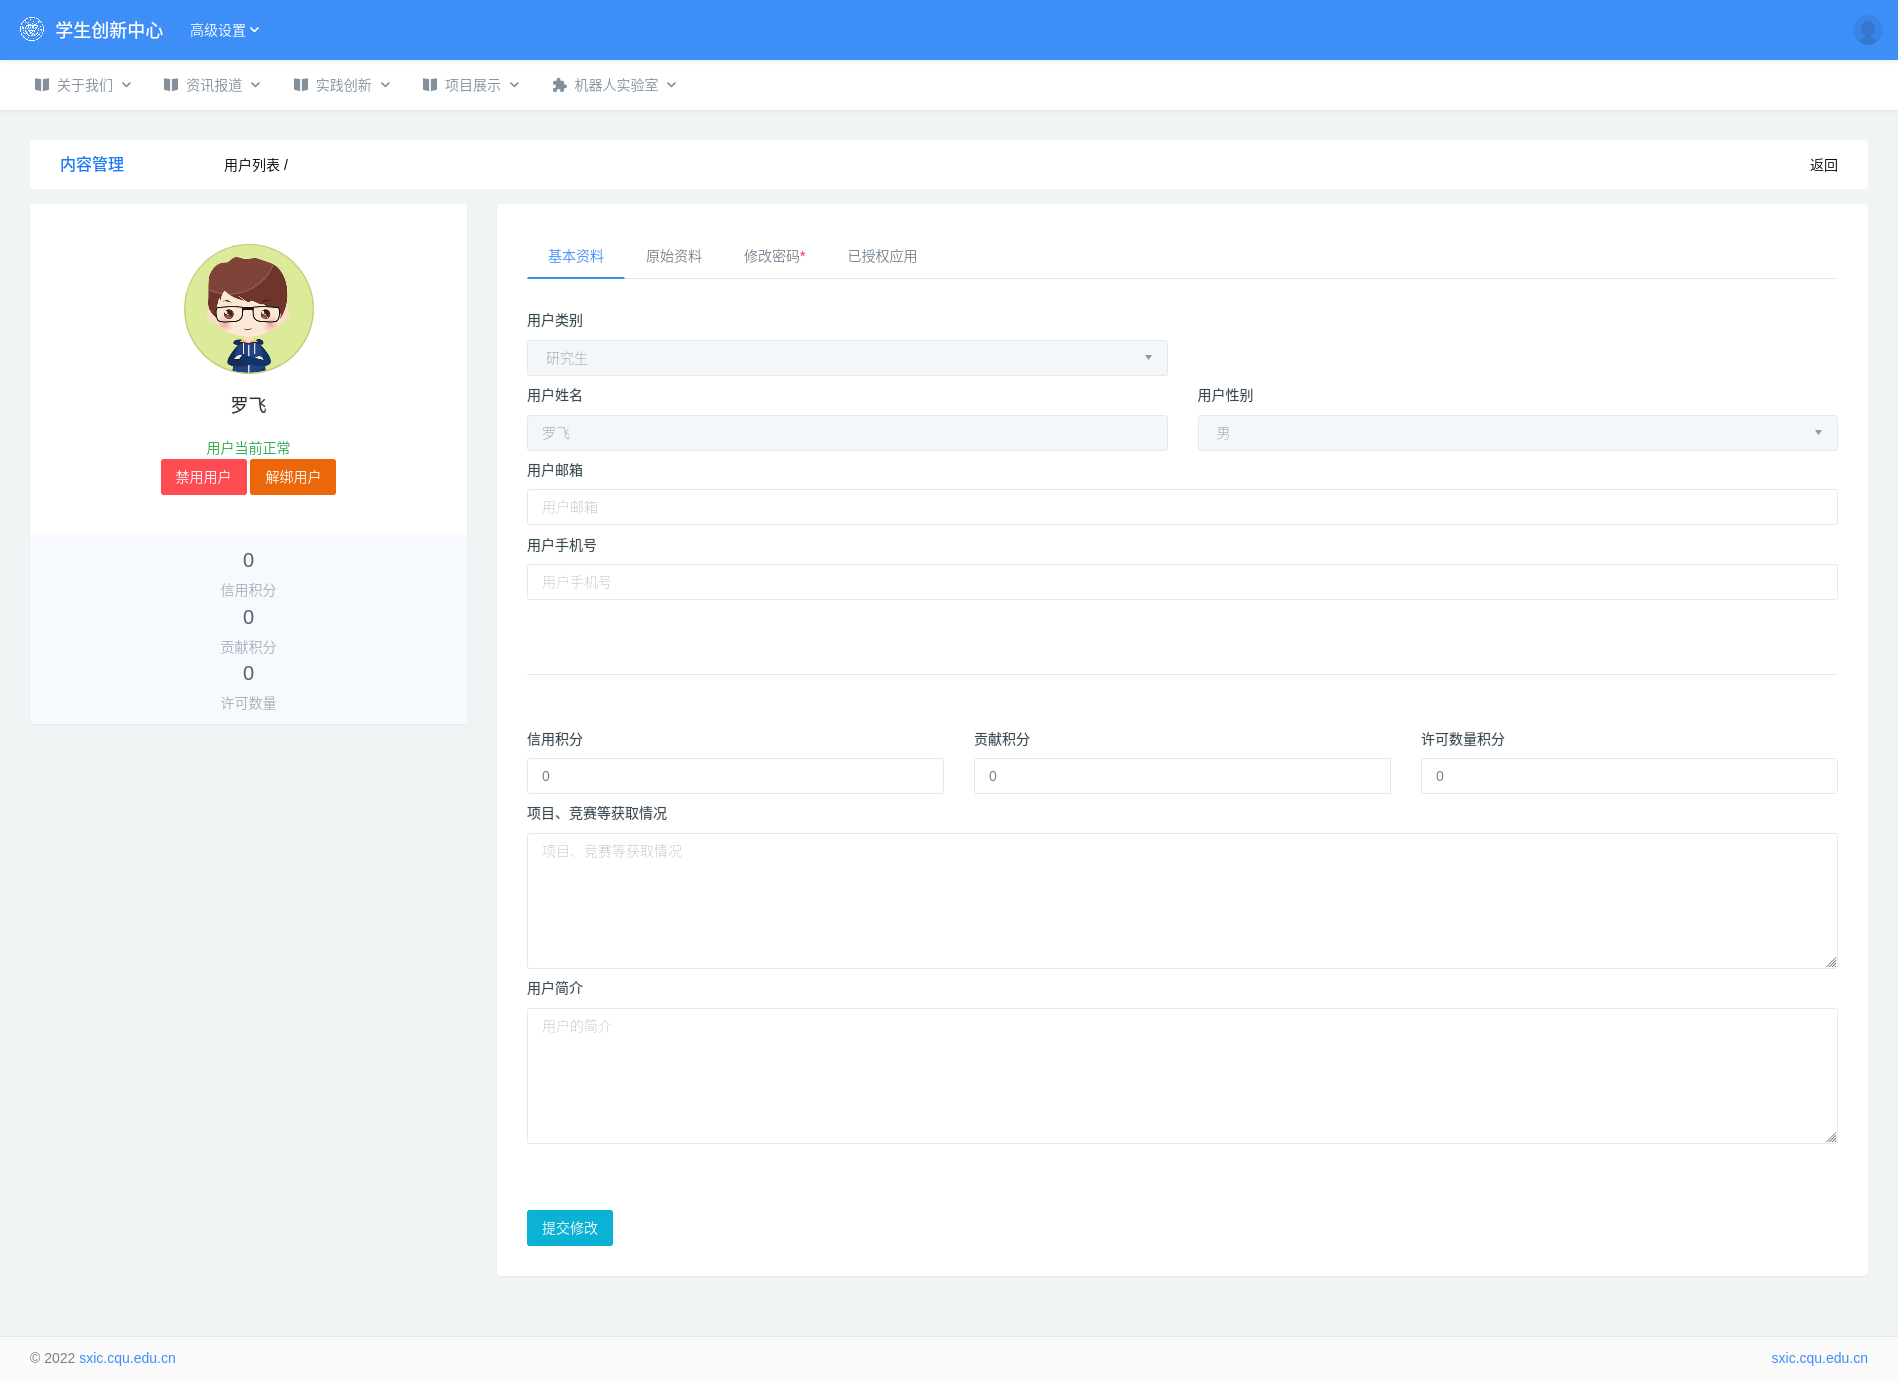 学生创新中心 高级设置
关于我们 资讯报道 实践创新 项目展示 机器人实验室
内容管理 用户列表 / 返回
罗飞
用户当前正常
禁用用户 解绑用户
0
信用积分
0
贡献积分
0
许可数量
基本资料 原始资料 修改密码* 已授权应用
用户类别
研究生
用户姓名 用户性别
罗飞 男
用户邮箱
用户邮箱
用户手机号
用户手机号
信用积分 贡献积分 许可数量积分
0 0 0
项目、竞赛等获取情况
项目、竞赛等获取情况
用户简介
用户的简介
提交修改
© 2022 sxic.cqu.edu.cn sxic.cqu.edu.cn